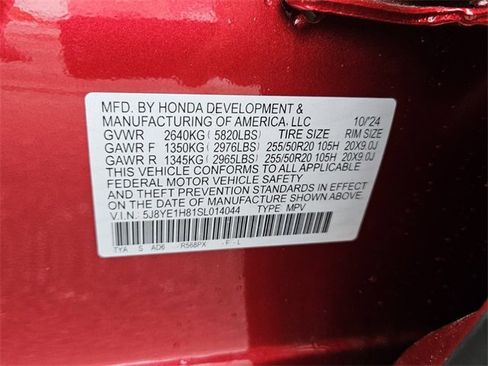 MFD. BY HONDA DEVELOPMENT &
MANUFACTURING OF AMERICA, LLC 10/'24
GVWR 2640KG( 5820LBS) TIRE SIZE RIM SIZE
GAWR F 1350KG( 2976LBS) 255/50R20 105H 20X9.0J
GAWR R 1345KG( 2965LBS) 255/50R20 105H 20X9.0J
THIS VEHICLE CONFORMS TO ALL APPLICABLE
FEDERAL MOTOR VEHICLE SAFETY
AND THEFT PREVENTION STANDARDS IN EFFECT ON THE
DATE OF MANUFACTURE SHOWN ABOVE.
V.I.N. 5J8YE1H81SL014044 TYPE MPV
TYA S AD6 -R568PX -F -L